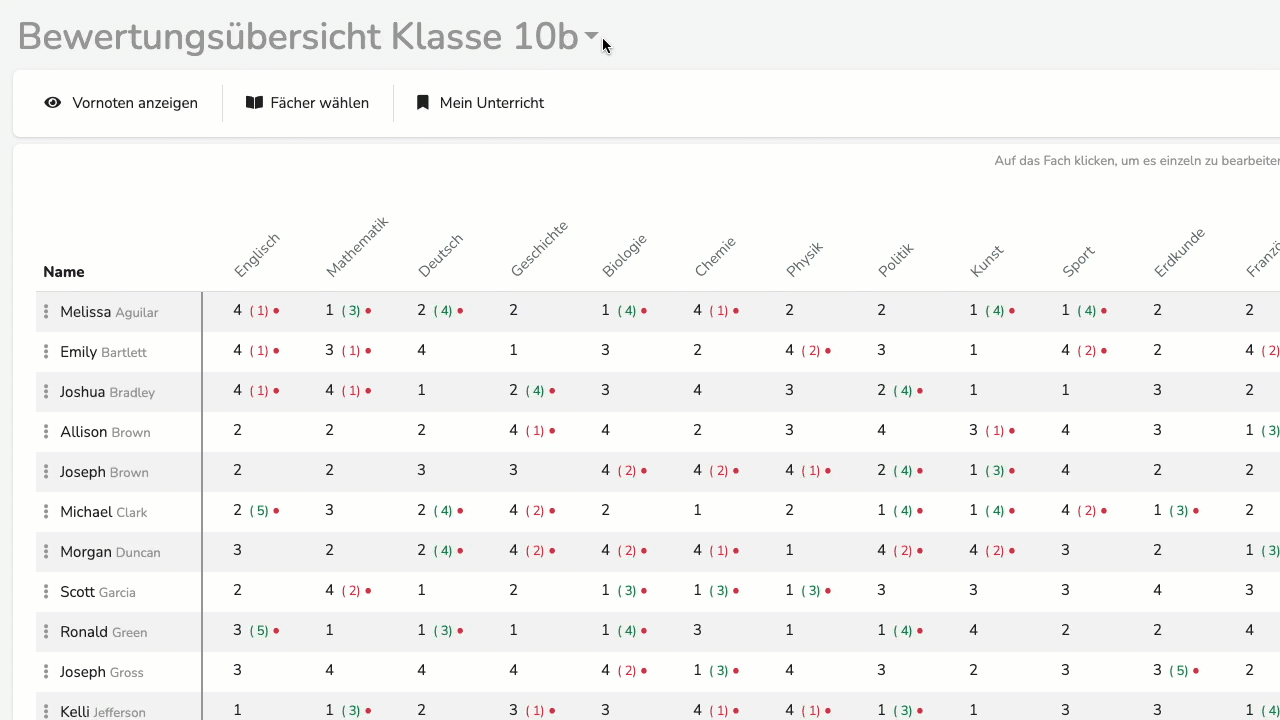 Bewertungsübersicht Klasse 10b
Vornoten anzeigen Fächer wählen Mein Unterricht
Auf das Fach klicken, um es einzeln zu bearbeiten
Name Englisch Mathematik Deutsch Geschichte Biologie Chemie Physik Politik Kunst Sport Erdkunde Franzö
Melissa Aguilar 4 ( 1) 1 ( 3) 2 ( 4) 2 1 ( 4) 4 ( 1) 2 2 1 ( 4) 1 ( 4) 2 2
Emily Bartlett 4 ( 1) 3 ( 1) 4 1 3 2 4 ( 2) 3 1 4 ( 2) 2 4 ( 2)
Joshua Bradley 4 ( 1) 4 ( 1) 1 2 ( 4) 3 4 3 2 ( 4) 1 1 3 2
Allison Brown 2 2 2 4 ( 1) 4 2 3 4 3 ( 1) 4 3 1 ( 3)
Joseph Brown 2 2 3 3 4 ( 2) 4 ( 2) 4 ( 1) 2 ( 4) 1 ( 3) 4 2 2
Michael Clark 2 ( 5) 3 2 ( 4) 4 ( 2) 2 1 2 1 ( 4) 1 ( 4) 4 ( 2) 1 ( 3) 2
Morgan Duncan 3 2 2 ( 4) 4 ( 2) 4 ( 2) 4 ( 1) 1 4 ( 2) 4 ( 2) 3 2 1 ( 3)
Scott Garcia 2 4 ( 2) 1 2 1 ( 3) 1 ( 3) 1 ( 3) 3 3 3 4 3
Ronald Green 3 ( 5) 1 1 ( 3) 1 1 ( 4) 3 1 1 ( 4) 4 2 2 4
Joseph Gross 3 4 4 4 4 ( 2) 1 ( 3) 4 3 2 3 3 ( 5) 2
Kelli Jefferson 1 1 ( 3) 2 3 ( 1) 3 4 ( 1) 4 ( 1) 1 ( 3) 1 3 3 1 ( 4)